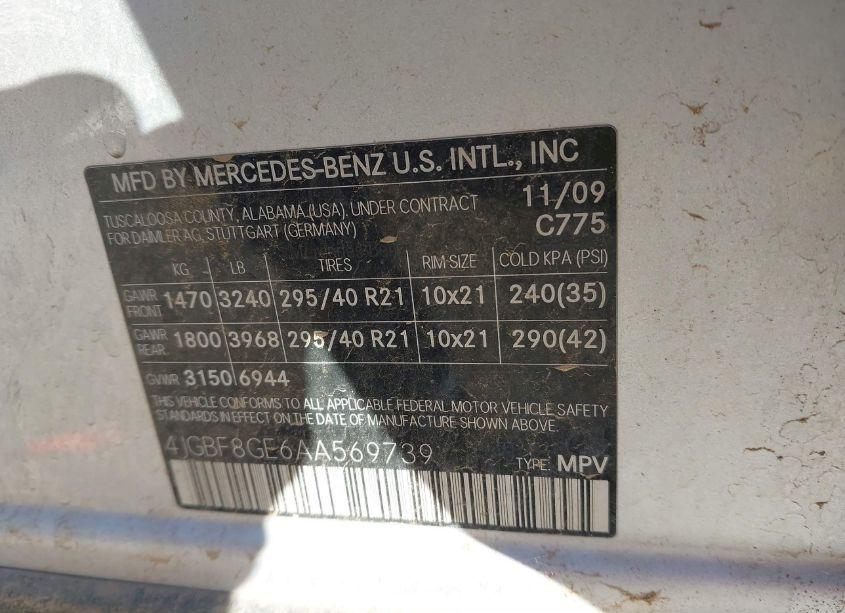 MFD BY MERCEDES-BENZ U.S. INTL., INC
TUSCALOOSA COUNTY, ALABAMA (USA). UNDER CONTRACT
FOR DAIMLER AG, STUTTGART (GERMANY)
11/09
C775
KG LB TIRES RIM SIZE COLD KPA (PSI)
GAWR FRONT 1470 3240 295/40 R21 10x21 240(35)
GAWR REAR 1800 3968 295/40 R21 10x21 290(42)
GVWR 3150 6944
THIS VEHICLE CONFORMS TO ALL APPLICABLE FEDERAL MOTOR VEHICLE SAFETY
STANDARDS IN EFFECT ON THE DATE OF MANUFACTURE SHOWN ABOVE.
4JGBF8GE6AA569739
TYPE: MPV